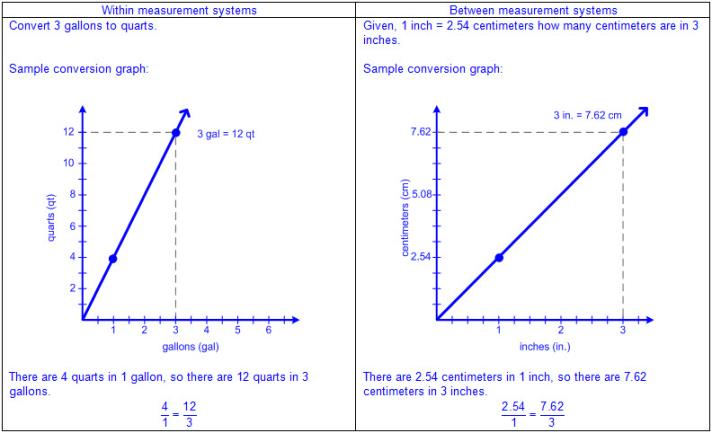 Within measurement systems
Convert 3 gallons to quarts.
Sample conversion graph:
3 gal = 12 qt
12
10
8
6
4
2
quarts (qt)
1 2 3 4 5 6
gallons (gal)
There are 4 quarts in 1 gallon, so there are 12 quarts in 3
gallons.
4/1 = 12/3
Between measurement systems
Given, 1 inch = 2.54 centimeters how many centimeters are in 3
inches.
Sample conversion graph:
3 in. = 7.62 cm
7.62
5.08
2.54
centimeters (cm)
1 2 3
inches (in.)
There are 2.54 centimeters in 1 inch, so there are 7.62
centimeters in 3 inches.
2.54/1 = 7.62/3